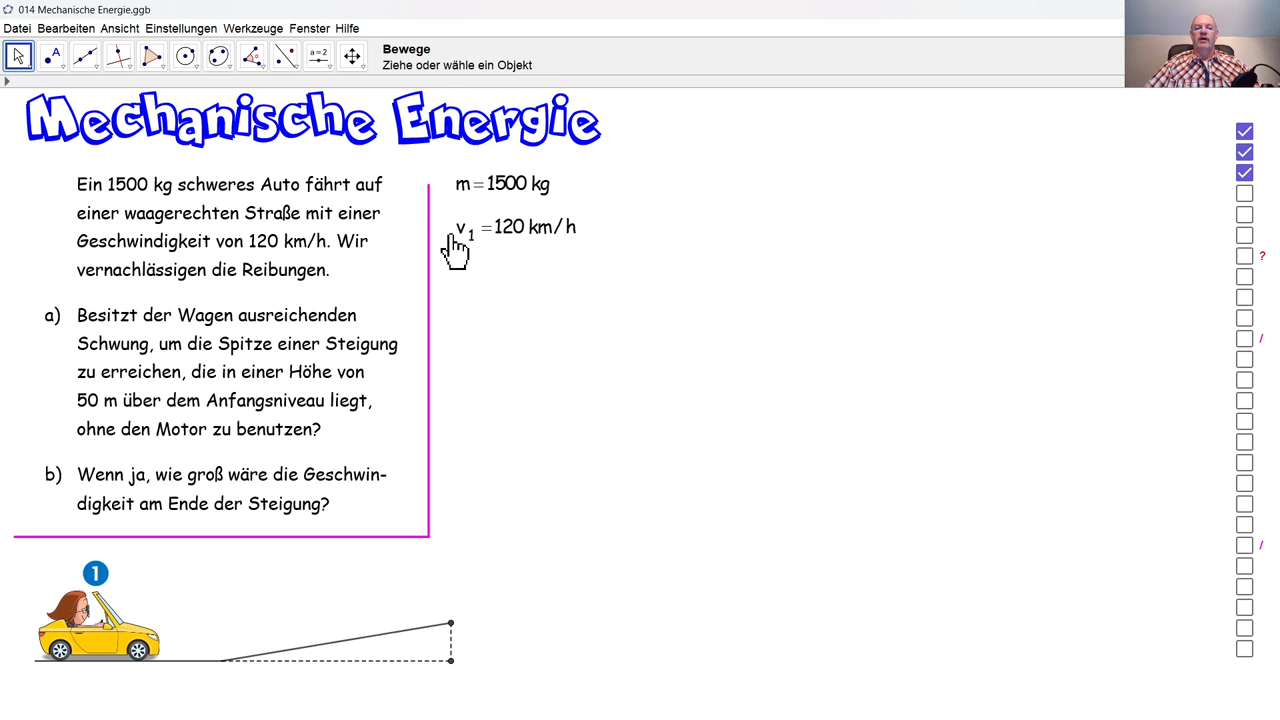 014 Mechanische Energie.ggb
Datei Bearbeiten Ansicht Einstellungen Werkzeuge Fenster Hilfe
A
a=2
Bewege
Ziehe oder wähle ein Objekt
Mechanische Energie
Ein 1500 kg schweres Auto fährt auf
einer waagerechten Straße mit einer
Geschwindigkeit von 120 km/h. Wir
vernachlässigen die Reibungen.
a) Besitzt der Wagen ausreichenden
Schwung, um die Spitze einer Steigung
zu erreichen, die in einer Höhe von
50 m über dem Anfangsniveau liegt,
ohne den Motor zu benutzen?
b) Wenn ja, wie groß wäre die Geschwin-
digkeit am Ende der Steigung?
m = 1500 kg
v₁ = 120 km/h
?
/
/
1